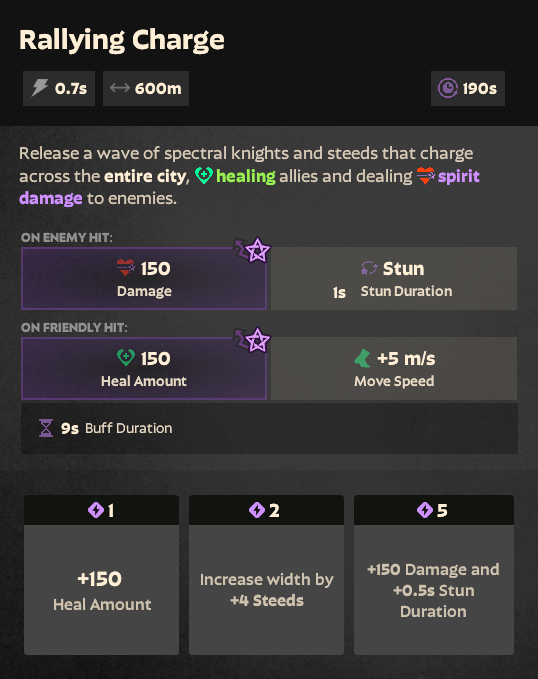 Rallying Charge
0.7s 600m 190s
Release a wave of spectral knights and steeds that charge
across the entire city, healing allies and dealing spirit
damage to enemies.
ON ENEMY HIT:
150 Stun
Damage 1s Stun Duration
ON FRIENDLY HIT:
150 +5 m/s
Heal Amount Move Speed
9s Buff Duration
1 2 5
+150
Heal Amount
Increase width by
+4 Steeds
+150 Damage and
+0.5s Stun
Duration